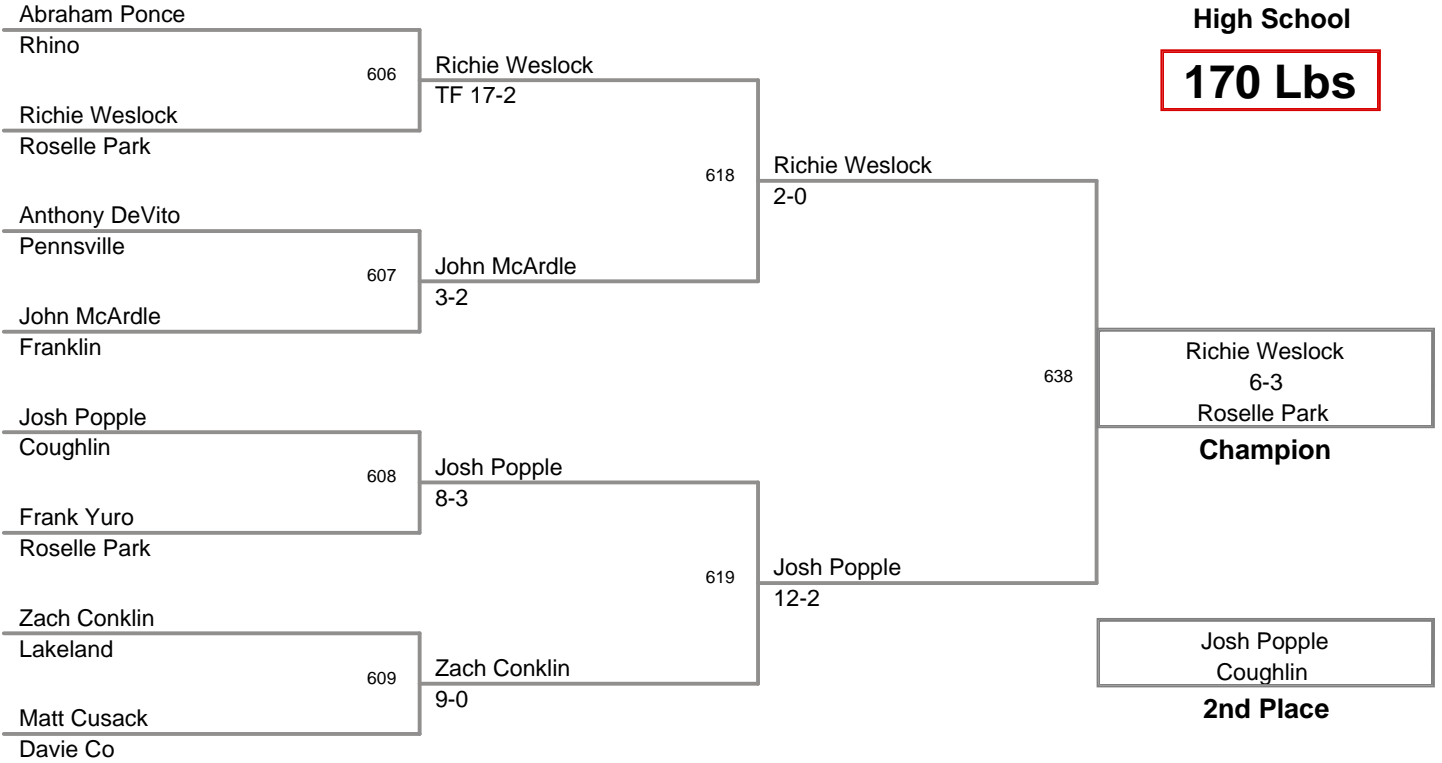 Abraham Ponce
Rhino
606
Richie Weslock
TF 17-2
Richie Weslock
Roselle Park
618
Richie Weslock
2-0
Anthony DeVito
Pennsville
607
John McArdle
3-2
John McArdle
Franklin
638
Josh Popple
Coughlin
608
Josh Popple
8-3
Frank Yuro
Roselle Park
619
Josh Popple
12-2
Zach Conklin
Lakeland
609
Zach Conklin
9-0
Matt Cusack
Davie Co
High School
170 Lbs
Richie Weslock
6-3
Roselle Park
Champion
Josh Popple
Coughlin
2nd Place